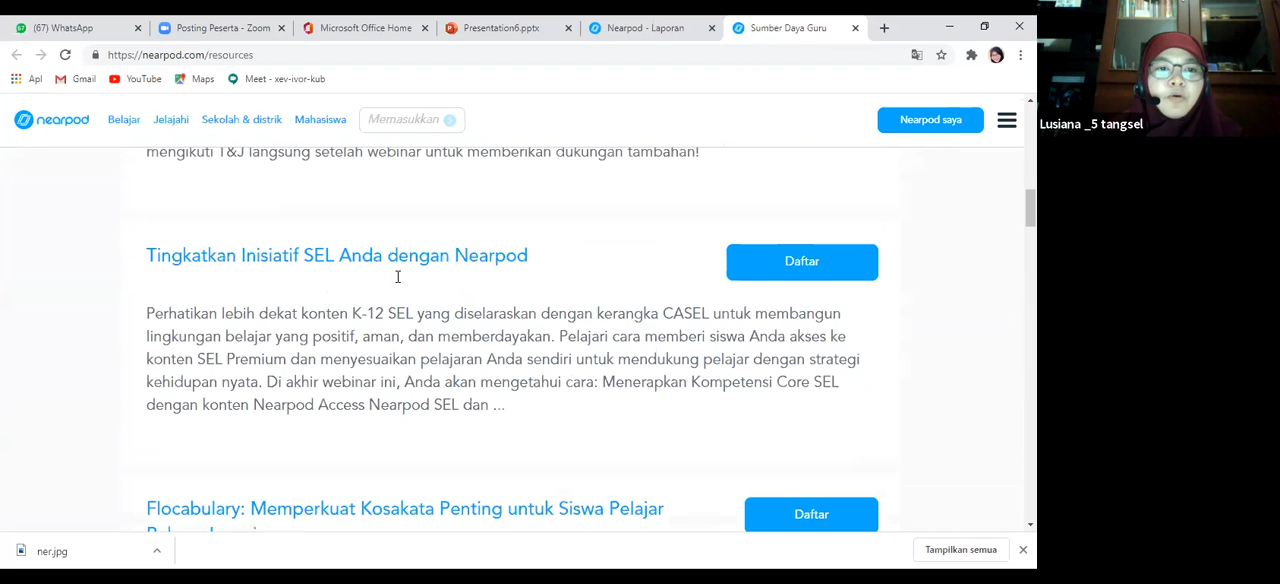 (67) WhatsApp
Posting Peserta - Zoom
Microsoft Office Home
Presentation6.pptx
Nearpod - Laporan
Sumber Daya Guru
https://nearpod.com/resources
Apl
Gmail
YouTube
Maps
Meet - xev-ivor-kub
nearpod
Belajar
Jelajahi
Sekolah & distrik
Mahasiswa
Memasukkan
Nearpod saya
Lusiana _5 tangsel
mengikuti T&J langsung setelah webinar untuk memberikan dukungan tambahan!
Tingkatkan Inisiatif SEL Anda dengan Nearpod
Daftar
Perhatikan lebih dekat konten K-12 SEL yang diselaraskan dengan kerangka CASEL untuk membangun
lingkungan belajar yang positif, aman, dan memberdayakan. Pelajari cara memberi siswa Anda akses ke
konten SEL Premium dan menyesuaikan pelajaran Anda sendiri untuk mendukung pelajar dengan strategi
kehidupan nyata. Di akhir webinar ini, Anda akan mengetahui cara: Menerapkan Kompetensi Core SEL
dengan konten Nearpod Access Nearpod SEL dan ...
Flocabulary: Memperkuat Kosakata Penting untuk Siswa Pelajar
Daftar
ner.jpg
Tampilkan semua